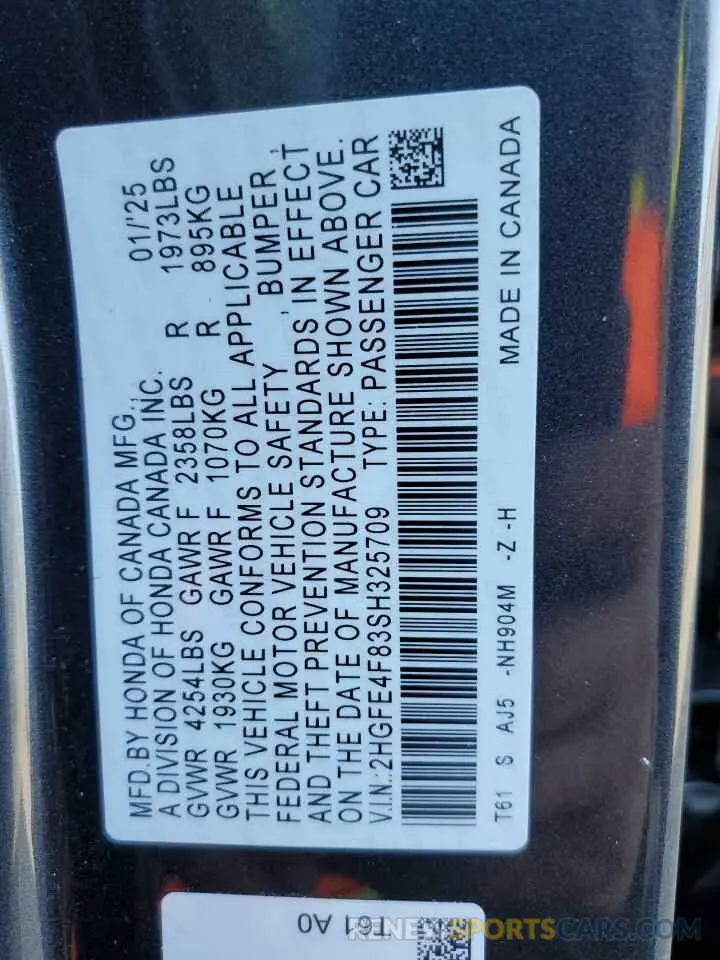 MFD.BY HONDA OF CANADA MFG., 01/'25
A DIVISION OF HONDA CANADA INC.
GVWR 4254LBS GAWR F 2358LBS R 1973LBS
GVWR 1930KG GAWR F 1070KG R 895KG
THIS VEHICLE CONFORMS TO ALL APPLICABLE
FEDERAL MOTOR VEHICLE SAFETY , BUMPER ,
AND THEFT PREVENTION STANDARDS IN EFFECT
ON THE DATE OF MANUFACTURE SHOWN ABOVE.
V.I.N.:2HGFE4F83SH325709 TYPE: PASSENGER CAR
T61 S AJ5 -NH904M -Z -H MADE IN CANADA
T61 A0
RENEWSPORTSCARS.COM